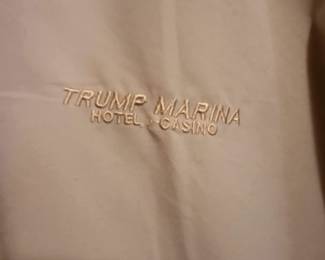 TRUMP MARINA
HOTEL • CASINO